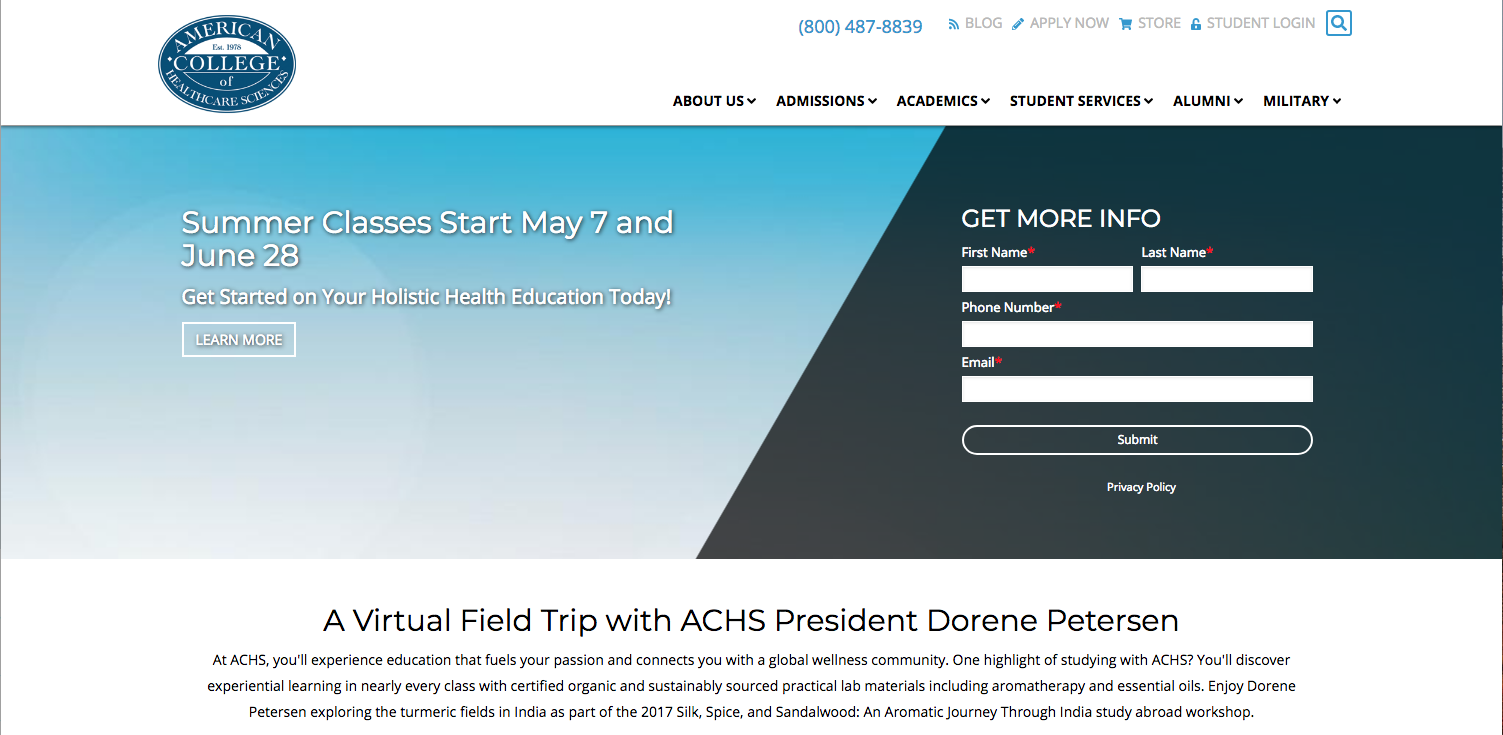 AMERICAN
Est. 1978
COLLEGE
of
HEALTHCARE SCIENCES
(800) 487-8839
BLOG
APPLY NOW
STORE
STUDENT LOGIN
ABOUT US
ADMISSIONS
ACADEMICS
STUDENT SERVICES
ALUMNI
MILITARY
Summer Classes Start May 7 and
June 28
Get Started on Your Holistic Health Education Today!
LEARN MORE
GET MORE INFO
First Name*
Last Name*
Phone Number*
Email*
Submit
Privacy Policy
A Virtual Field Trip with ACHS President Dorene Petersen
At ACHS, you'll experience education that fuels your passion and connects you with a global wellness community. One highlight of studying with ACHS? You'll discover
experiential learning in nearly every class with certified organic and sustainably sourced practical lab materials including aromatherapy and essential oils. Enjoy Dorene
Petersen exploring the turmeric fields in India as part of the 2017 Silk, Spice, and Sandalwood: An Aromatic Journey Through India study abroad workshop.